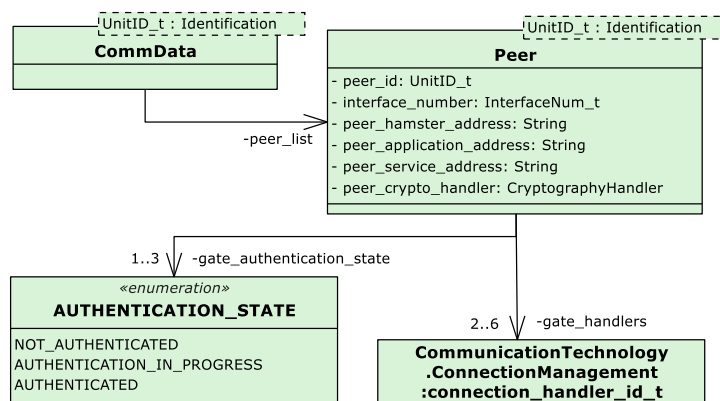 UnitID_t : Identification
CommData
UnitID_t : Identification
Peer
- peer_id: UnitID_t
- interface_number: InterfaceNum_t
- peer_hamster_address: String
- peer_application_address: String
- peer_service_address: String
- peer_crypto_handler: CryptographyHandler
-peer_list
1..3
-gate_authentication_state
«enumeration»
AUTHENTICATION_STATE
NOT_AUTHENTICATED
AUTHENTICATION_IN_PROGRESS
AUTHENTICATED
2..6
-gate_handlers
CommunicationTechnology
.ConnectionManagement
:connection_handler_id_t